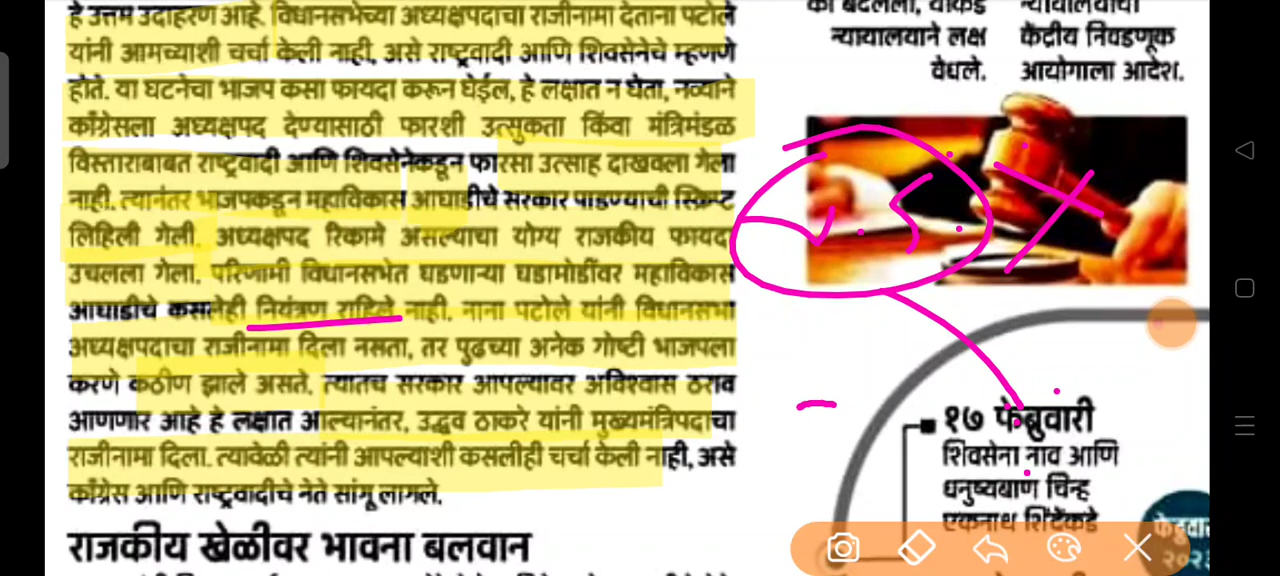 हे उत्तम उदाहरण आहे. विधानसभेच्या अध्यक्षपदाचा राजीनामा देताना पटोले
यांनी आमच्याशी चर्चा केली नाही, असे राष्ट्रवादी आणि शिवसेनेचे म्हणणे
होते. या घटनेचा भाजप कसा फायदा करून घेईल, हे लक्षात न घेता, नव्याने
काँग्रेसला अध्यक्षपद देण्यासाठी फारशी उत्सुकता किंवा मंत्रिमंडळ
विस्ताराबाबत राष्ट्रवादी आणि शिवसेनेकडून फारसा उत्साह दाखवला गेला
नाही. त्यानंतर भाजपकडून महाविकास आघाडीचे सरकार पाडण्याची स्क्रिप्ट
लिहिली गेली. अध्यक्षपद रिकामे असल्याचा योग्य राजकीय फायदा
उचलला गेला. परिणामी विधानसभेत घडणाऱ्या घडामोडींवर महाविकास
आघाडीचे कसलेही नियंत्रण राहिले नाही. नाना पटोले यांनी विधानसभा
अध्यक्षपदाचा राजीनामा दिला नसता, तर पुढच्या अनेक गोष्टी भाजपला
करणे कठीण झाले असते. त्यातच सरकार आपल्यावर अविश्वास ठराव
आणणार आहे हे लक्षात आल्यानंतर, उद्धव ठाकरे यांनी मुख्यमंत्रिपदाचा
राजीनामा दिला. त्यावेळी त्यांनी आपल्याशी कसलीही चर्चा केली नाही, असे
काँग्रेस आणि राष्ट्रवादीचे नेते सांगू लागले.
राजकीय खेळीवर भावना बलवान
न्यायालयाने लक्ष
वेधले.
केंद्रीय निवडणूक
आयोगाला आदेश.
१७ फेब्रुवारी
शिवसेना नाव आणि
धनुष्यबाण चिन्ह
एकनाथ शिंदेंकडे